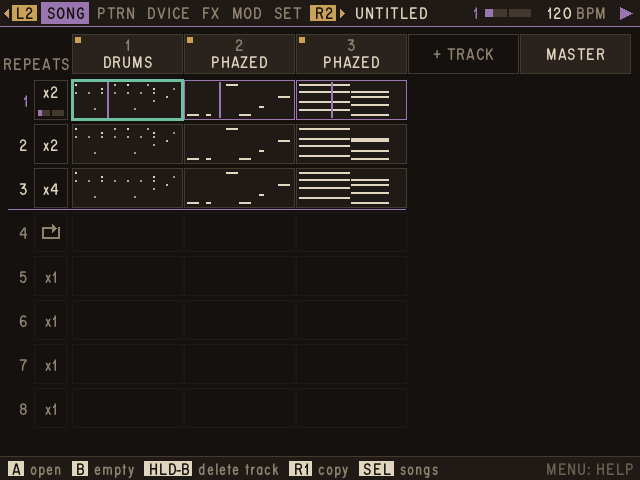 L2 SONG PTRN DVICE FX MOD SET R2 UNTITLED 1 120 BPM
REPEATS 1 DRUMS 2 PHAZED 3 PHAZED + TRACK MASTER
1 x2
2 x2
3 x4
4
5 x1
6 x1
7 x1
8 x1
A open B empty HLD-B delete track R1 copy SEL songs MENU: HELP